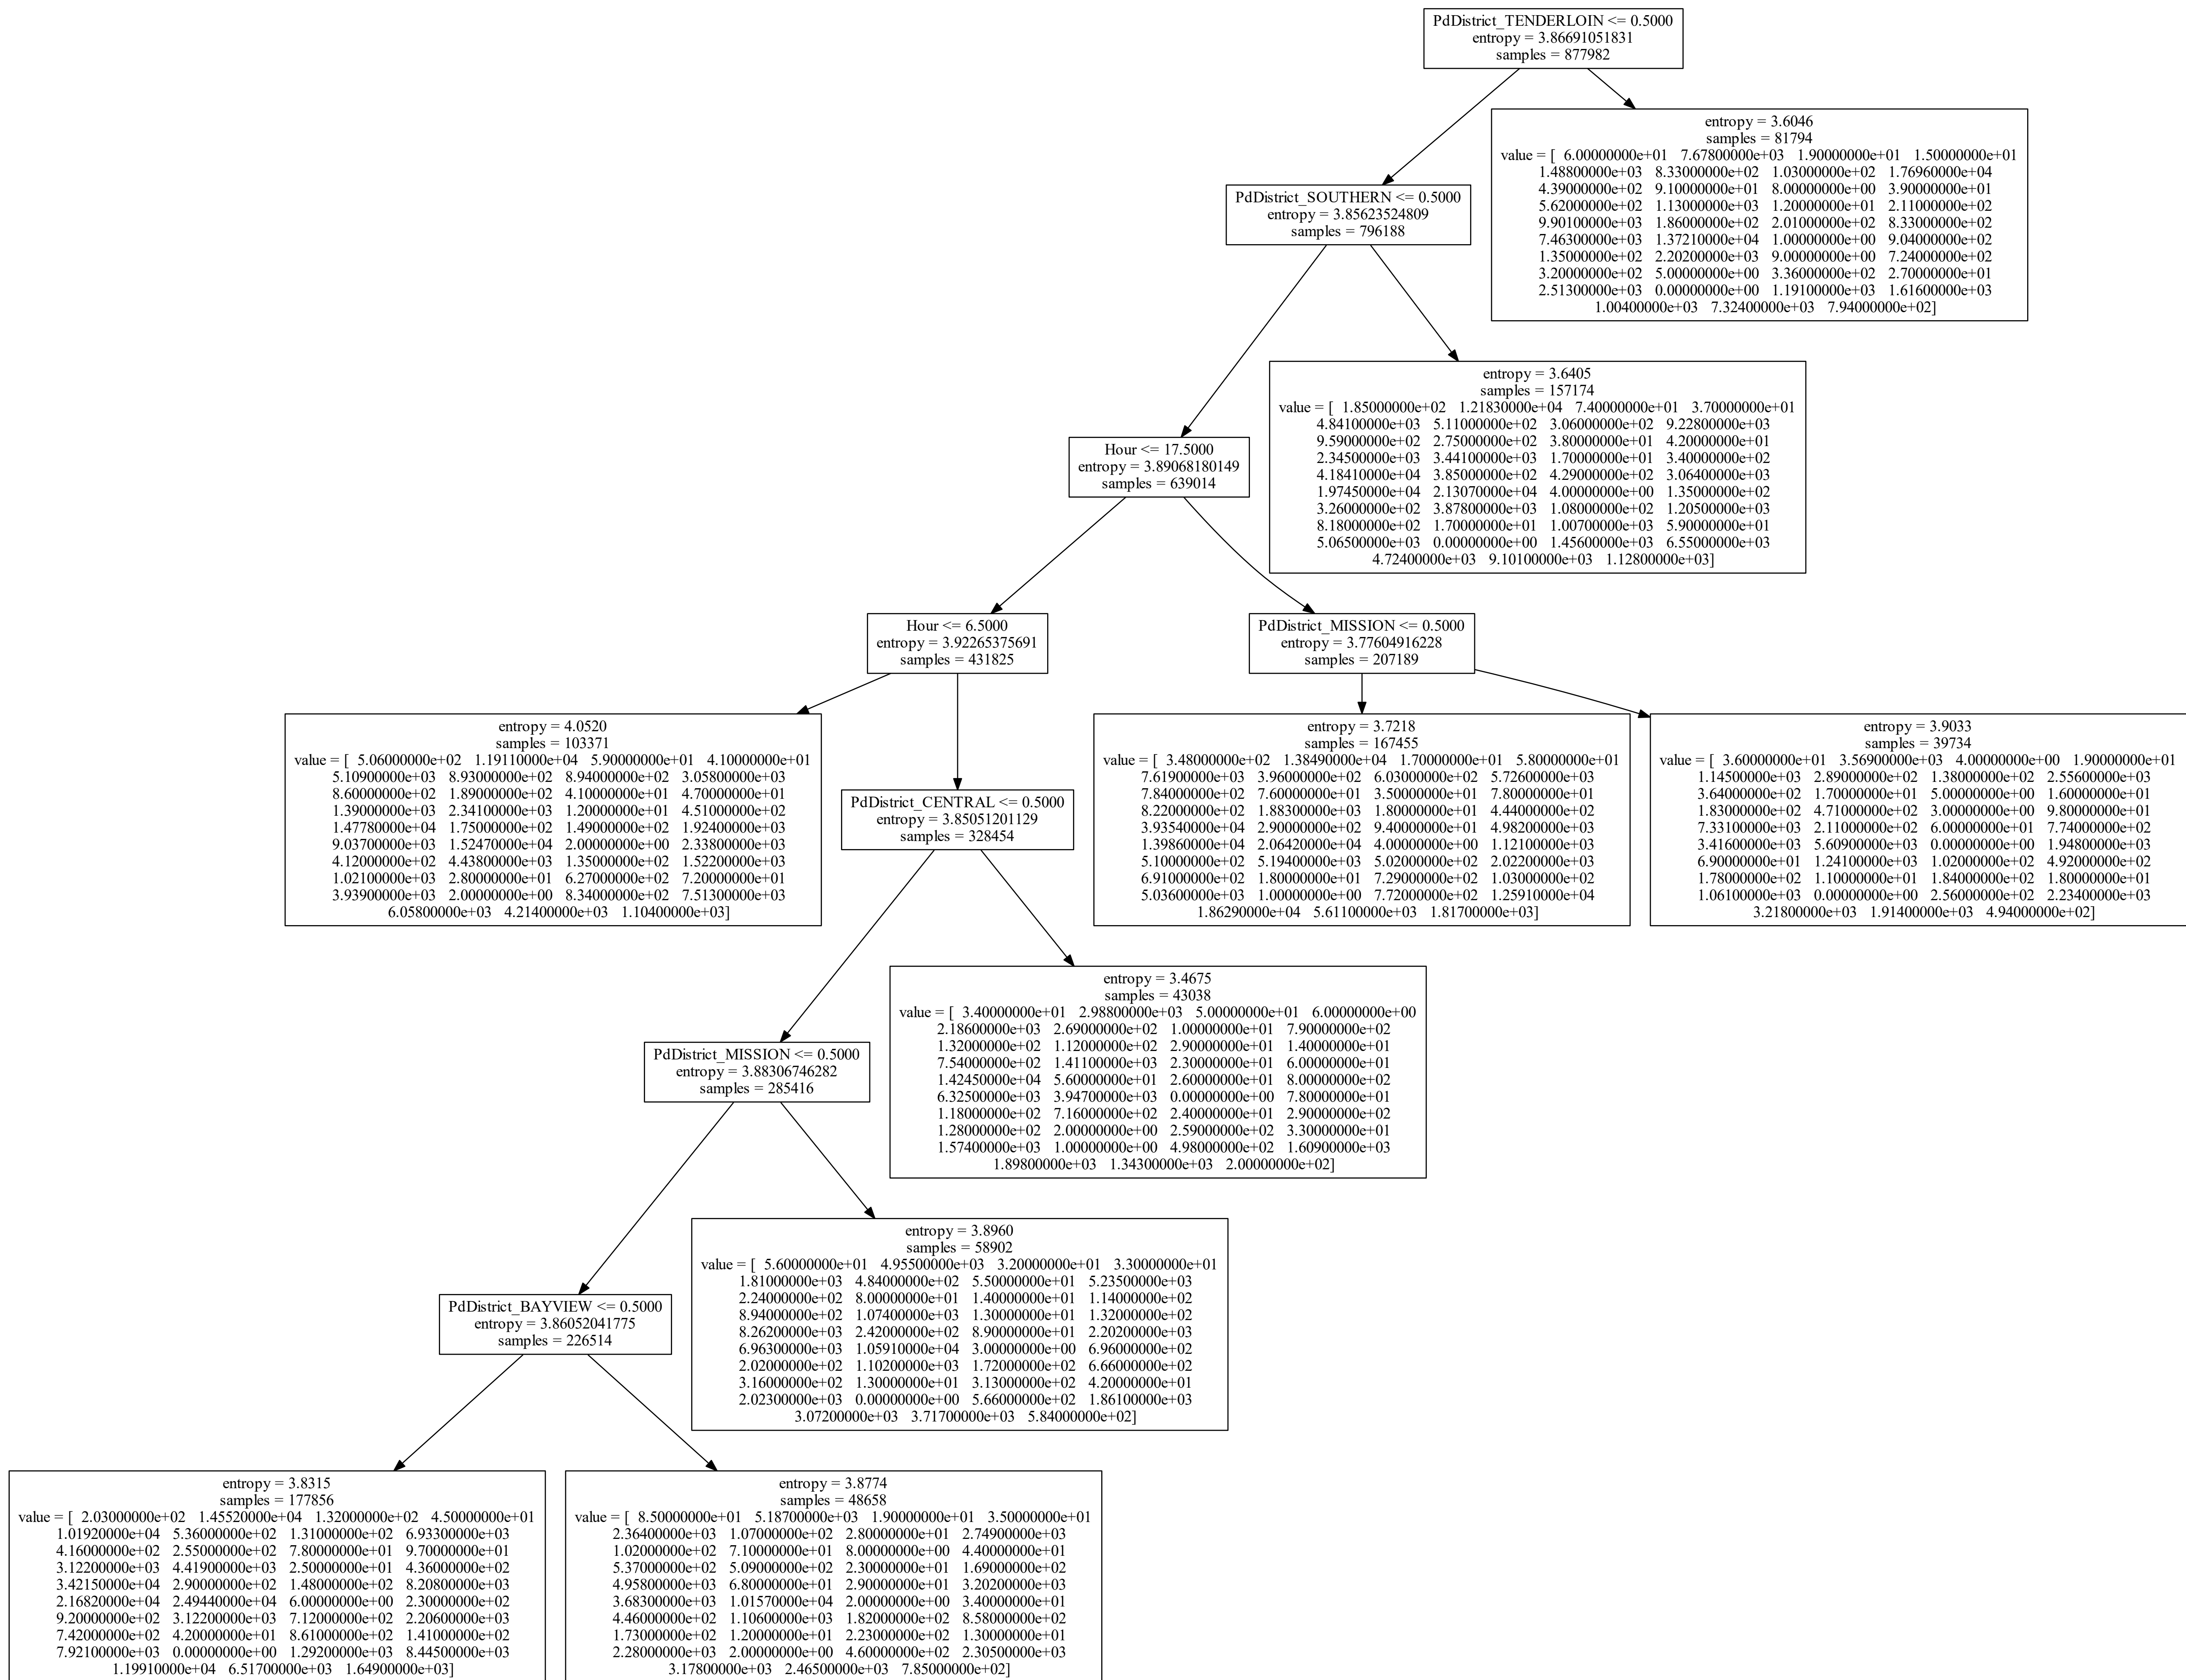 PdDistrict_TENDERLOIN <= 0.5000
entropy = 3.86691051831
samples = 877982
entropy = 3.6046
samples = 81794
value = [ 6.00000000e+01 7.67800000e+03 1.90000000e+01 1.50000000e+01
1.48800000e+03 8.33000000e+02 1.03000000e+02 1.76960000e+04
4.39000000e+02 9.10000000e+01 8.00000000e+00 3.90000000e+01
5.62000000e+02 1.13000000e+03 1.20000000e+01 2.11000000e+02
9.90100000e+03 1.86000000e+02 2.01000000e+02 8.33000000e+02
7.46300000e+03 1.37210000e+04 1.00000000e+00 9.04000000e+02
1.35000000e+02 2.20200000e+03 9.00000000e+00 7.24000000e+02
3.20000000e+02 5.00000000e+00 3.36000000e+02 2.70000000e+01
2.51300000e+03 0.00000000e+00 1.19100000e+03 1.61600000e+03
1.00400000e+03 7.32400000e+03 7.94000000e+02]
PdDistrict_SOUTHERN <= 0.5000
entropy = 3.85623524809
samples = 796188
entropy = 3.6405
samples = 157174
value = [ 1.85000000e+02 1.21830000e+04 7.40000000e+01 3.70000000e+01
4.84100000e+03 5.11000000e+02 3.06000000e+02 9.22800000e+03
9.59000000e+02 2.75000000e+02 3.80000000e+01 4.20000000e+01
2.34500000e+03 3.44100000e+03 1.70000000e+01 3.40000000e+02
4.18410000e+04 3.85000000e+02 4.29000000e+02 3.06400000e+03
1.97450000e+04 2.13070000e+04 4.00000000e+00 1.35000000e+02
3.26000000e+02 3.87800000e+03 1.08000000e+02 1.20500000e+03
8.18000000e+02 1.70000000e+01 1.00700000e+03 5.90000000e+01
5.06500000e+03 0.00000000e+00 1.45600000e+03 6.55000000e+03
4.72400000e+03 9.10100000e+03 1.12800000e+03]
Hour <= 17.5000
entropy = 3.89068180149
samples = 639014
Hour <= 6.5000
entropy = 3.92265375691
samples = 431825
PdDistrict_MISSION <= 0.5000
entropy = 3.77604916228
samples = 207189
entropy = 4.0520
samples = 103371
value = [ 5.06000000e+02 1.19110000e+04 5.90000000e+01 4.10000000e+01
5.10900000e+03 8.93000000e+02 8.94000000e+02 3.05800000e+03
8.60000000e+02 1.89000000e+02 4.10000000e+01 4.70000000e+01
1.39000000e+03 2.34100000e+03 1.20000000e+01 4.51000000e+02
1.47780000e+04 1.75000000e+02 1.49000000e+02 1.92400000e+03
9.03700000e+03 1.52470000e+04 2.00000000e+00 2.33800000e+03
4.12000000e+02 4.43800000e+03 1.35000000e+02 1.52200000e+03
1.02100000e+03 2.80000000e+01 6.27000000e+02 7.20000000e+01
3.93900000e+03 2.00000000e+00 8.34000000e+02 7.51300000e+03
6.05800000e+03 4.21400000e+03 1.10400000e+03]
entropy = 3.7218
samples = 167455
value = [ 3.48000000e+02 1.38490000e+04 1.70000000e+01 5.80000000e+01
7.61900000e+03 3.96000000e+02 6.03000000e+02 5.72600000e+03
7.84000000e+02 7.60000000e+01 3.50000000e+01 7.80000000e+01
8.22000000e+02 1.88300000e+03 1.80000000e+01 4.44000000e+02
3.93540000e+04 2.90000000e+02 9.40000000e+01 4.98200000e+03
1.39860000e+04 2.06420000e+04 4.00000000e+00 1.12100000e+03
5.10000000e+02 5.19400000e+03 5.02000000e+02 2.02200000e+03
6.91000000e+02 1.80000000e+01 7.29000000e+02 1.03000000e+02
5.03600000e+03 1.00000000e+00 7.72000000e+02 1.25910000e+04
1.86290000e+04 5.61100000e+03 1.81700000e+03]
entropy = 3.9033
samples = 39734
value = [ 3.60000000e+01 3.56900000e+03 4.00000000e+00 1.90000000e+01
1.14500000e+03 2.89000000e+02 1.38000000e+02 2.55600000e+03
3.64000000e+02 1.70000000e+01 5.00000000e+00 1.60000000e+01
1.83000000e+02 4.71000000e+02 3.00000000e+00 9.80000000e+01
7.33100000e+03 2.11000000e+02 6.00000000e+01 7.74000000e+02
3.41600000e+03 5.60900000e+03 0.00000000e+00 1.94800000e+03
6.90000000e+01 1.24100000e+03 1.02000000e+02 4.92000000e+02
1.78000000e+02 1.10000000e+01 1.84000000e+02 1.80000000e+01
1.06100000e+03 0.00000000e+00 2.56000000e+02 2.23400000e+03
3.21800000e+03 1.91400000e+03 4.94000000e+02]
PdDistrict_CENTRAL <= 0.5000
entropy = 3.85051201129
samples = 328454
entropy = 3.4675
samples = 43038
value = [ 3.40000000e+01 2.98800000e+03 5.00000000e+01 6.00000000e+00
2.18600000e+03 2.69000000e+02 1.00000000e+01 7.90000000e+02
1.32000000e+02 1.12000000e+02 2.90000000e+01 1.40000000e+01
7.54000000e+02 1.41100000e+03 2.30000000e+01 6.00000000e+01
1.42450000e+04 5.60000000e+01 2.60000000e+01 8.00000000e+02
6.32500000e+03 3.94700000e+03 0.00000000e+00 7.80000000e+01
1.18000000e+02 7.16000000e+02 2.40000000e+01 2.90000000e+02
1.28000000e+02 2.00000000e+00 2.59000000e+02 3.30000000e+01
1.57400000e+03 1.00000000e+00 4.98000000e+02 1.60900000e+03
1.89800000e+03 1.34300000e+03 2.00000000e+02]
PdDistrict_MISSION <= 0.5000
entropy = 3.88306746282
samples = 285416
entropy = 3.8960
samples = 58902
value = [ 5.60000000e+01 4.95500000e+03 3.20000000e+01 3.30000000e+01
1.81000000e+03 4.84000000e+02 5.50000000e+01 5.23500000e+03
2.24000000e+02 8.00000000e+01 1.40000000e+01 1.14000000e+02
8.94000000e+02 1.07400000e+03 1.30000000e+01 1.32000000e+02
8.26200000e+03 2.42000000e+02 8.90000000e+01 2.20200000e+03
6.96300000e+03 1.05910000e+04 3.00000000e+00 6.96000000e+02
2.02000000e+02 1.10200000e+03 1.72000000e+02 6.66000000e+02
3.16000000e+02 1.30000000e+01 3.13000000e+02 4.20000000e+01
2.02300000e+03 0.00000000e+00 5.66000000e+02 1.86100000e+03
3.07200000e+03 3.71700000e+03 5.84000000e+02]
PdDistrict_BAYVIEW <= 0.5000
entropy = 3.86052041775
samples = 226514
entropy = 3.8315
samples = 177856
value = [ 2.03000000e+02 1.45520000e+04 1.32000000e+02 4.50000000e+01
1.01920000e+04 5.36000000e+02 1.31000000e+02 6.93300000e+03
4.16000000e+02 2.55000000e+02 7.80000000e+01 9.70000000e+01
3.12200000e+03 4.41900000e+03 2.50000000e+01 4.36000000e+02
3.42150000e+04 2.90000000e+02 1.48000000e+02 8.20800000e+03
2.16820000e+04 2.49440000e+04 6.00000000e+00 2.30000000e+02
9.20000000e+02 3.12200000e+03 7.12000000e+02 2.20600000e+03
7.42000000e+02 4.20000000e+01 8.61000000e+02 1.41000000e+02
7.92100000e+03 0.00000000e+00 1.29200000e+03 8.44500000e+03
1.19910000e+04 6.51700000e+03 1.64900000e+03]
entropy = 3.8774
samples = 48658
value = [ 8.50000000e+01 5.18700000e+03 1.90000000e+01 3.50000000e+01
2.36400000e+03 1.07000000e+02 2.80000000e+01 2.74900000e+03
1.02000000e+02 7.10000000e+01 8.00000000e+00 4.40000000e+01
5.37000000e+02 5.09000000e+02 2.30000000e+01 1.69000000e+02
4.95800000e+03 6.80000000e+01 2.90000000e+01 3.20200000e+03
3.68300000e+03 1.01570000e+04 2.00000000e+00 3.40000000e+01
4.46000000e+02 1.10600000e+03 1.82000000e+02 8.58000000e+02
1.73000000e+02 1.20000000e+01 2.23000000e+02 1.30000000e+01
2.28000000e+03 2.00000000e+00 4.60000000e+02 2.30500000e+03
3.17800000e+03 2.46500000e+03 7.85000000e+02]